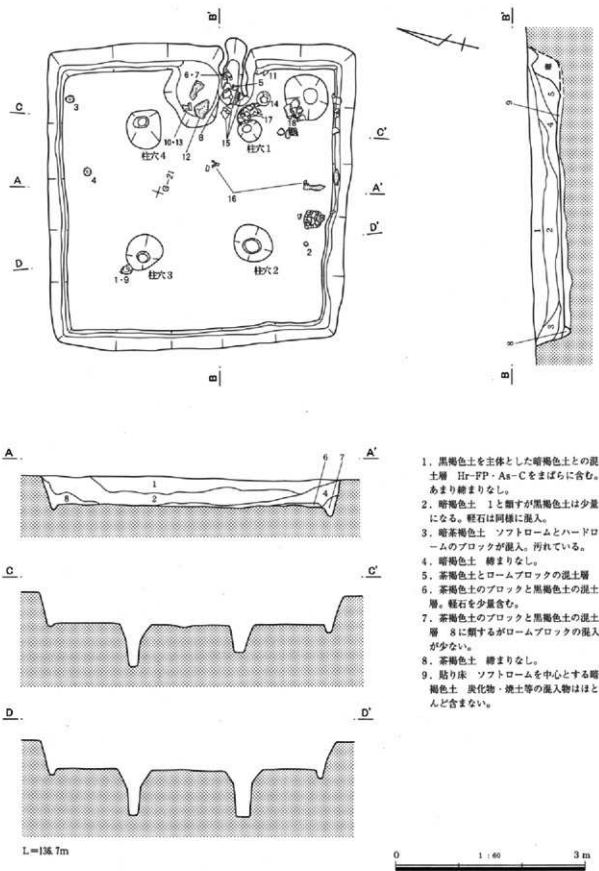 B'
B'
6・7
11
5
C
3
14
17
18
9
5
4
10・13
12
8
15
柱穴1
C'
柱穴4
A
4
G-21
16
A'
D'
2
1
2
D
柱穴3
柱穴2
1・9
3
8
B
B
A
A'
6
7
1
2
8
4
C
C'
D
D'
L=136.7m
1．黒褐色土を主体とした暗褐色土との混
土層　Hr-FP・As-Cをまばらに含む。
あまり締まりなし。
2．暗褐色土　1と類すが黒褐色土は少量
になる。軽石は同様に混入。
3．暗茶褐色土　ソフトロームとハードロ
ームのブロックが混入。汚れている。
4．暗褐色土　締まりなし。
5．茶褐色土とロームブロックの混土層
6．茶褐色土のブロックと黒褐色土の混土
層。軽石を少量含む。
7．茶褐色土のブロックと黒褐色土の混土
層　8に類するがロームブロックの混入
が少ない。
8．茶褐色土　締まりなし。
9．貼り床　ソフトロームを中心とする暗
褐色土　炭化物・焼土等の混入物はほと
んど含まない。
0　1：60　3m